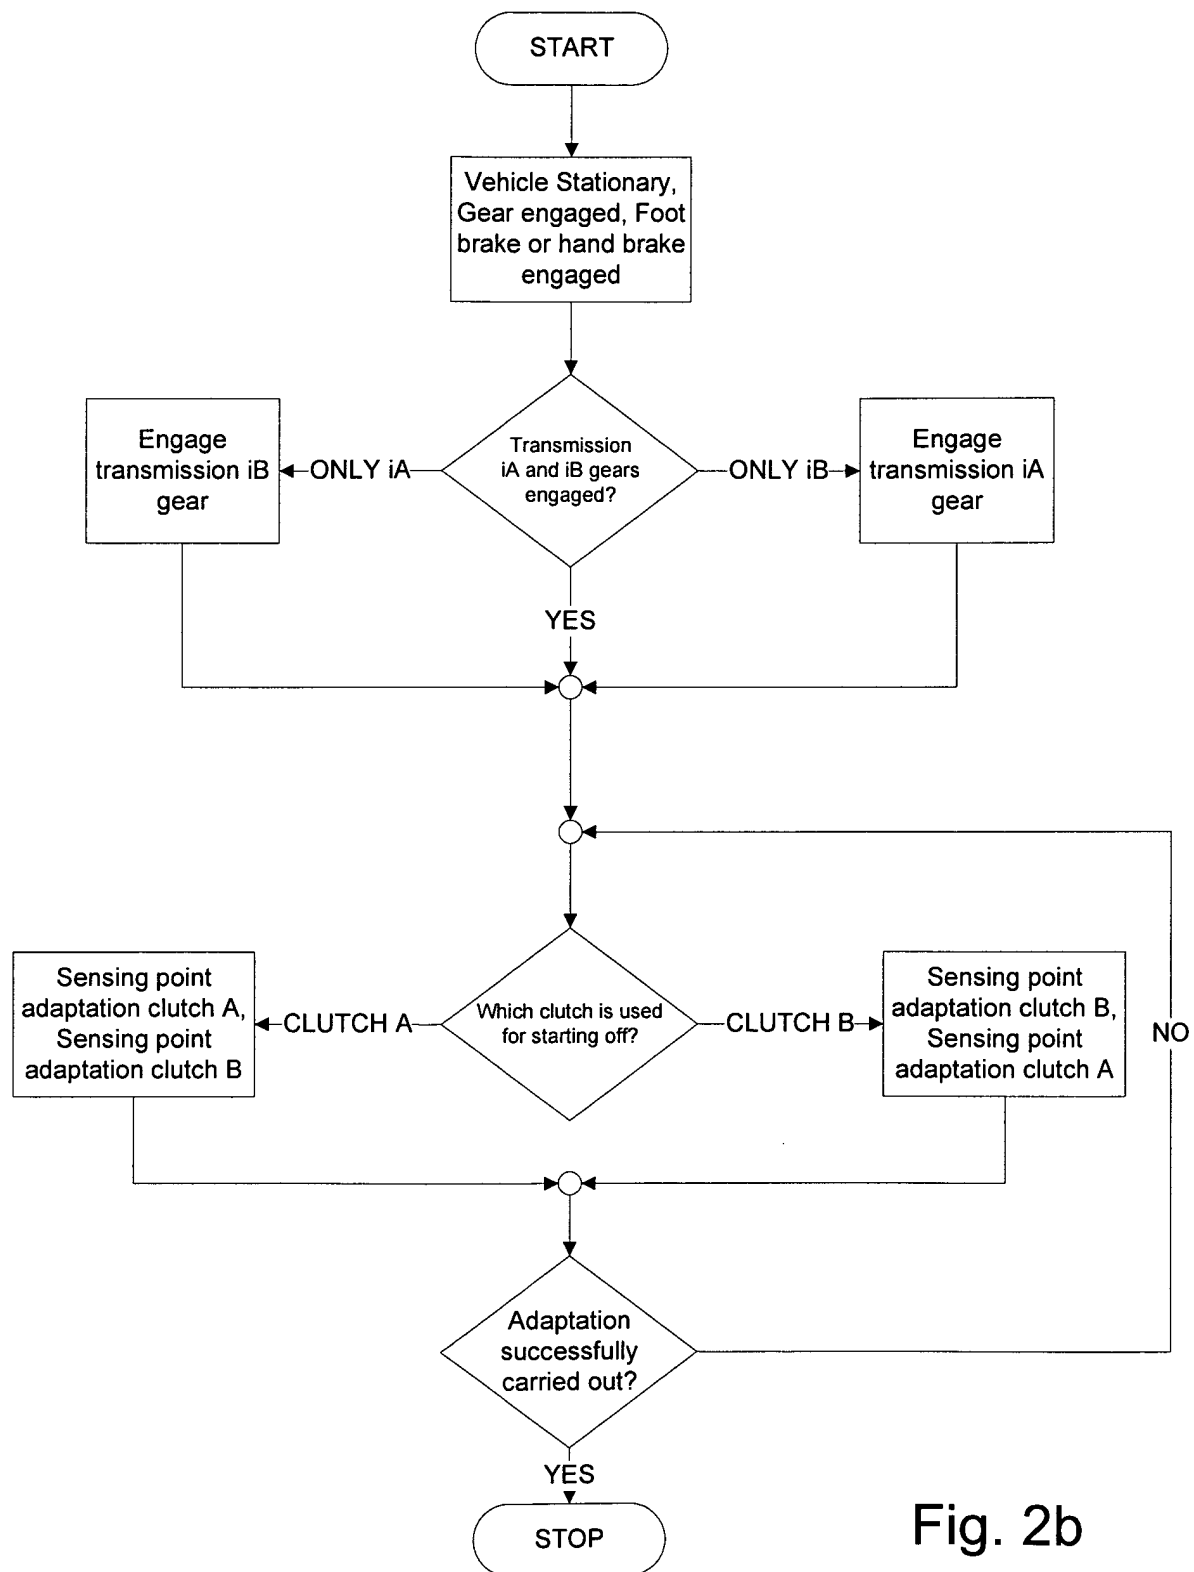 START
Vehicle Stationary,
Gear engaged, Foot
brake or hand brake
engaged
Engage
transmission iB
gear
ONLY iA
Transmission
iA and iB gears
engaged?
ONLY iB
Engage
transmission iA
gear
YES
Sensing point
adaptation clutch A,
Sensing point
adaptation clutch B
CLUTCH A
Which clutch is used
for starting off?
CLUTCH B
Sensing point
adaptation clutch B,
Sensing point
adaptation clutch A
NO
Adaptation
successfully
carried out?
YES
STOP
Fig. 2b